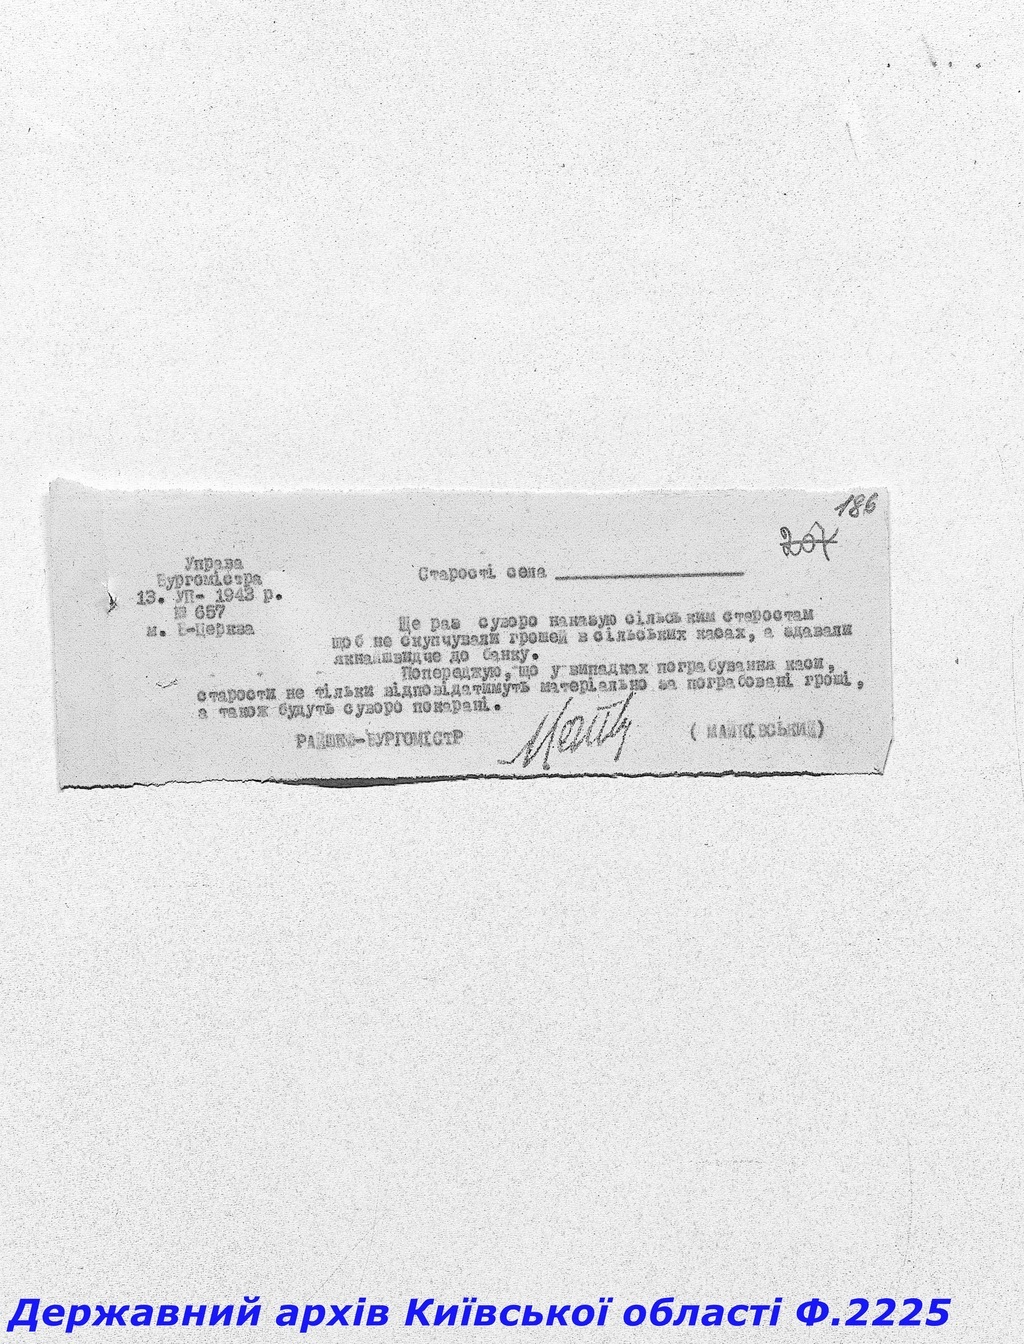 186
207
Управа
Бургомістра
13. УП- 1943 р.
№ 657
м. Б-Церква
Старості села
Ще раз суворо наказую сільським старостам
щоб не скупчували грошей в сільських касах, а здавали
якнайшвидче до банку.
Попереджую, що у випадках пограбування каси,
старости не тільки відповідатимуть матеріально за пограбовані гроші,
а також будуть суворо покарані.
РАЙШЕФ-БУРГОМІСТР
( МАЙКІВСЬКИЙ)
Державний архів Київської області Ф.2225